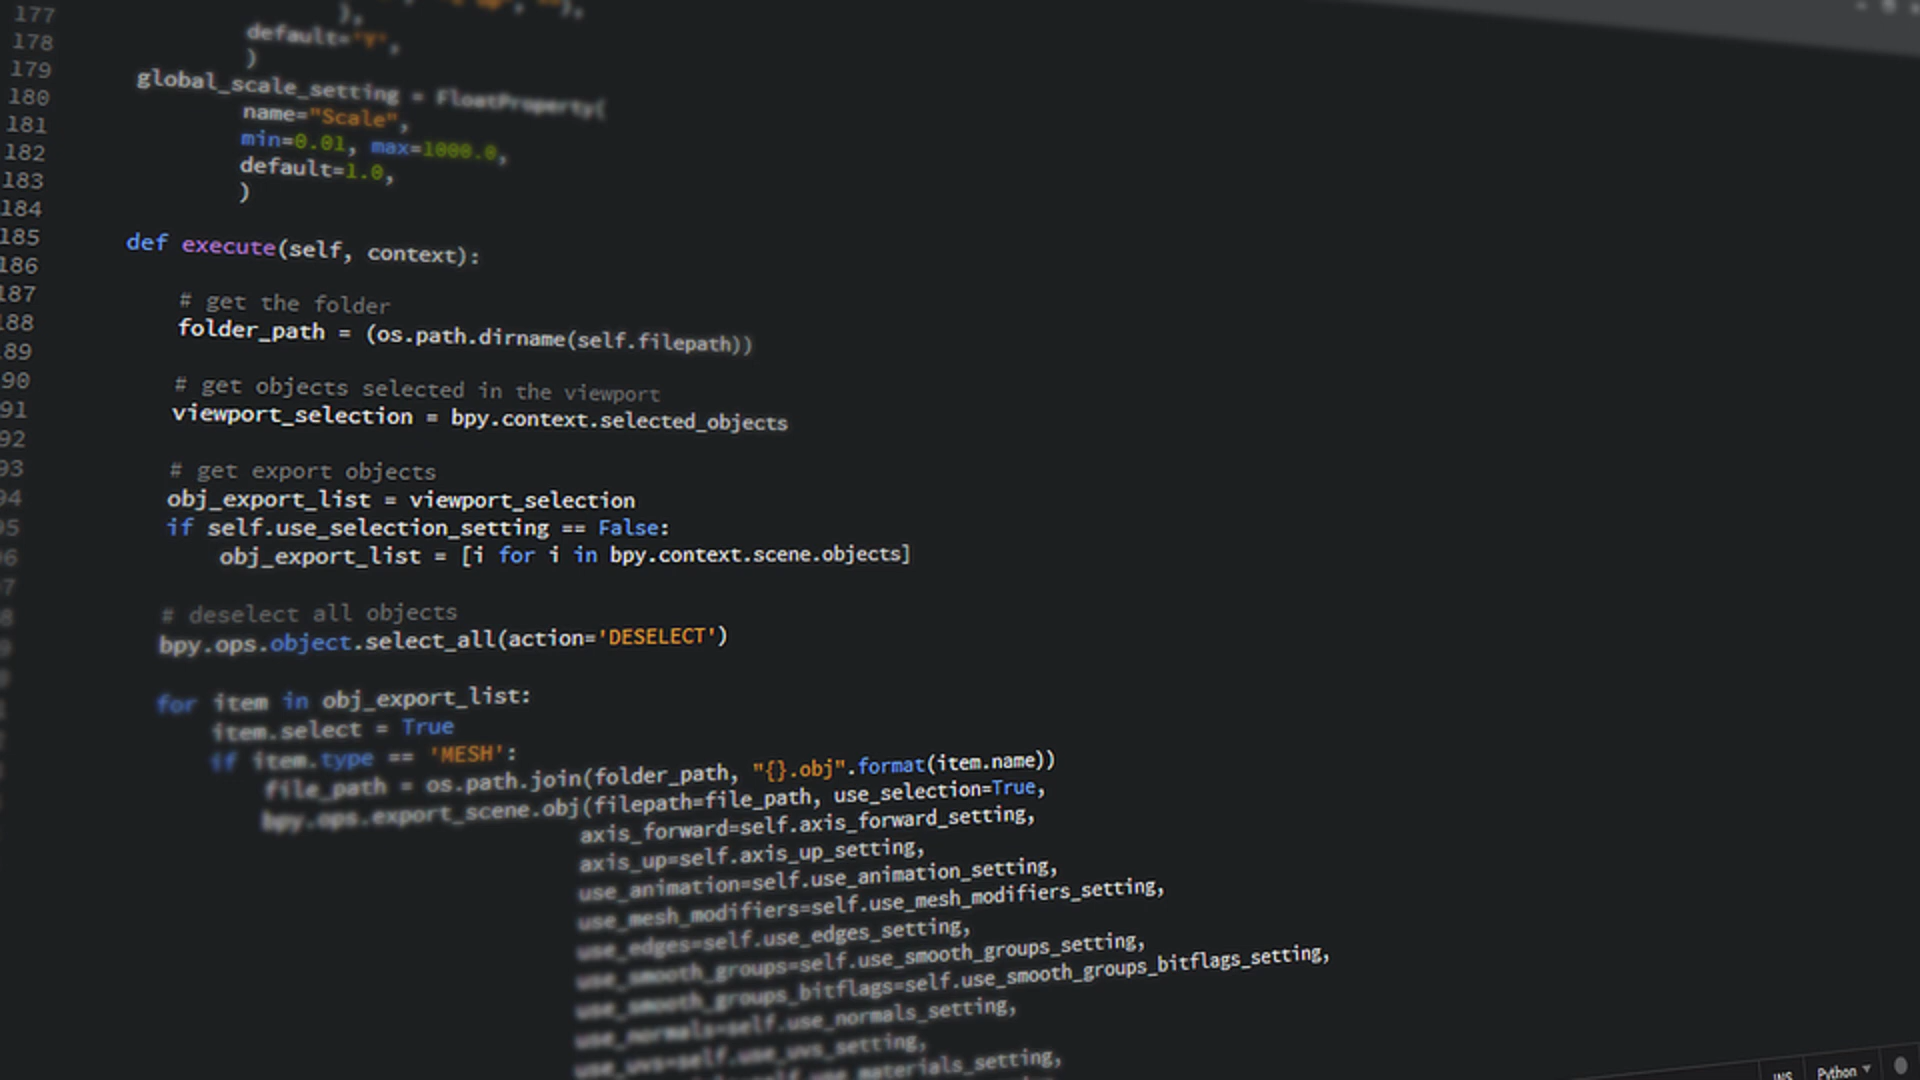 177
178
179
180
181
182
183
184
185
186
187
188
189
190
191
192
193
194
195
196
),
default="Y",
)
global_scale_setting = FloatProperty(
name="Scale",
min=0.01, max=1000.0,
default=1.0,
)
def execute(self, context):
# get the folder
folder_path = (os.path.dirname(self.filepath))
# get objects selected in the viewport
viewport_selection = bpy.context.selected_objects
# get export objects
obj_export_list = viewport_selection
if self.use_selection_setting == False:
obj_export_list = [i for i in bpy.context.scene.objects]
# deselect all objects
bpy.ops.object.select_all(action='DESELECT')
for item in obj_export_list:
item.select = True
if item.type == 'MESH':
file_path = os.path.join(folder_path, "{}.obj".format(item.name))
bpy.ops.export_scene.obj(filepath=file_path, use_selection=True,
axis_forward=self.axis_forward_setting,
axis_up=self.axis_up_setting,
use_animation=self.use_animation_setting,
use_mesh_modifiers=self.use_mesh_modifiers_setting,
use_edges=self.use_edges_setting,
use_smooth_groups=self.use_smooth_groups_setting,
use_smooth_groups_bitflags=self.use_smooth_groups_bitflags_setting,
use_normals=self.use_normals_setting,
use_uvs=self.use_uvs_setting,
INS Python